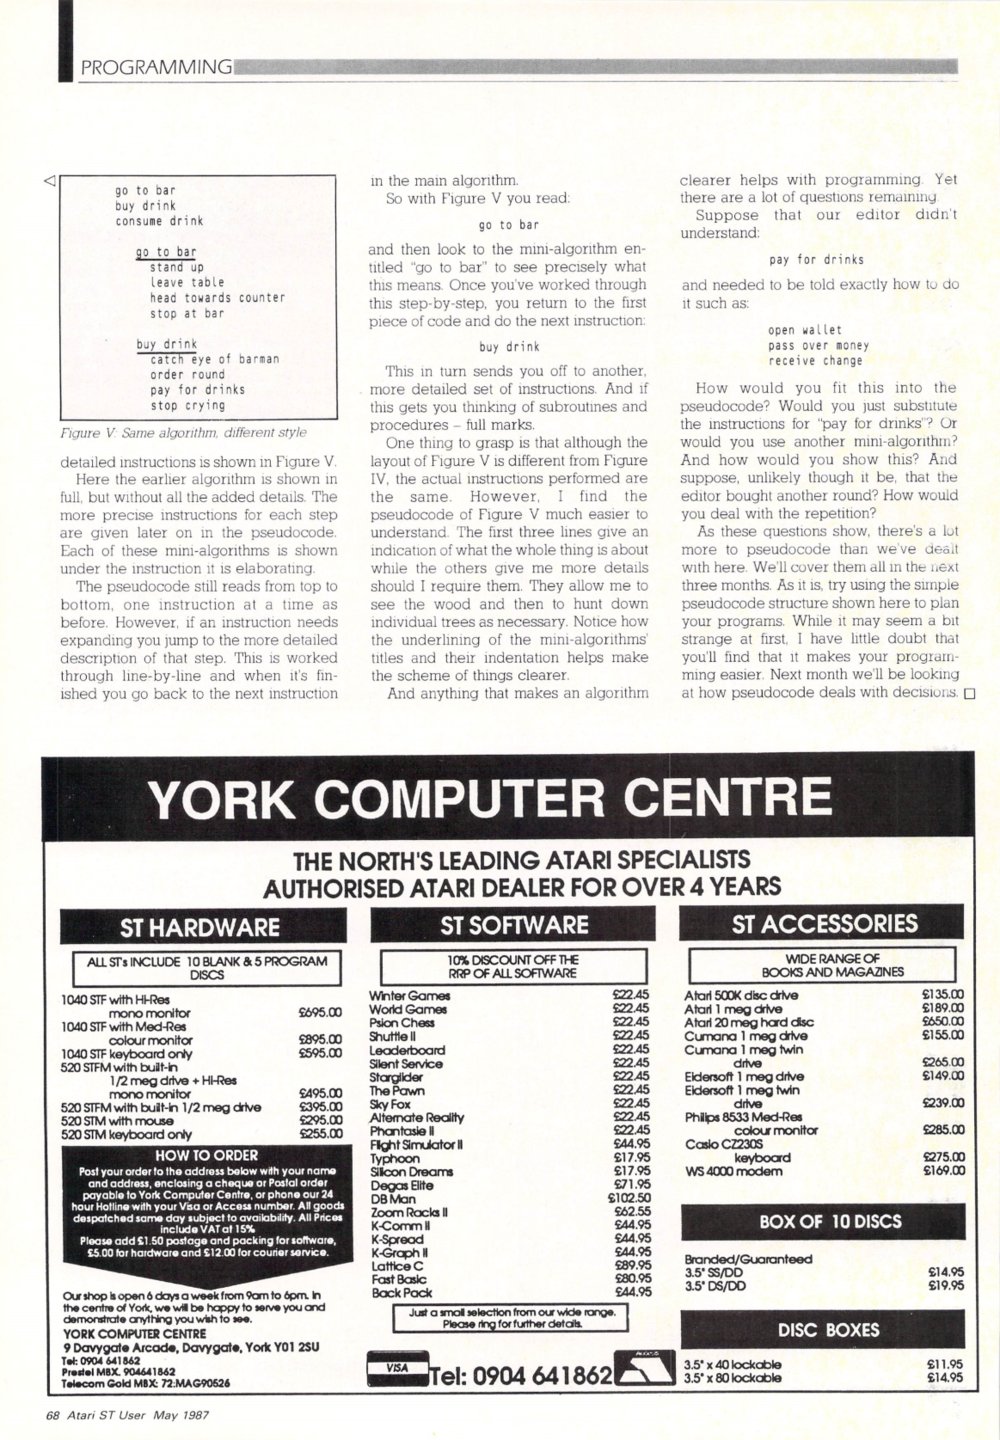 PROGRAMMING
go to bar
buy drink
consume drink
go to bar
stand up
leave table
head towards counter
stop at bar
buy drink
catch eye of barman
order round
pay for drinks
stop crying
Figure V: Same algorithm, different style
detailed instructions is shown in Figure V.
Here the earlier algorithm is shown in
full, but without all the added details. The
more precise instructions for each step
are given later on in the pseudocode.
Each of these mini-algorithms is shown
under the instruction it is elaborating.
The pseudocode still reads from top to
bottom, one instruction at a time as
before. However, if an instruction needs
expanding you jump to the more detailed
description of that step. This is worked
through line-by-line and when it's fin-
ished you go back to the next instruction
in the main algorithm.
So with Figure V you read:
go to bar
and then look to the mini-algorithm en-
titled "go to bar" to see precisely what
this means. Once you've worked through
this step-by-step, you return to the first
piece of code and do the next instruction:
buy drink
This in turn sends you off to another,
more detailed set of instructions. And if
this gets you thinking of subroutines and
procedures – full marks.
One thing to grasp is that although the
layout of Figure V is different from Figure
IV, the actual instructions performed are
the same. However, I find the
pseudocode of Figure V much easier to
understand. The first three lines give an
indication of what the whole thing is about
while the others give me more details
should I require them. They allow me to
see the wood and then to hunt down
individual trees as necessary. Notice how
the underlining of the mini-algorithms'
titles and their indentation helps make
the scheme of things clearer.
And anything that makes an algorithm
clearer helps with programming. Yet
there are a lot of questions remaining.
Suppose that our editor didn't
understand:
pay for drinks
and needed to be told exactly how to do
it such as:
open wallet
pass over money
receive change
How would you fit this into the
pseudocode? Would you just substitute
the instructions for "pay for drinks"? Or
would you use another mini-algorithm?
And how would you show this? And
suppose, unlikely though it be, that the
editor bought another round? How would
you deal with the repetition?
As these questions show, there's a lot
more to pseudocode than we've dealt
with here. We'll cover them all in the next
three months. As it is, try using the simple
pseudocode structure shown here to plan
your programs. While it may seem a bit
strange at first, I have little doubt that
you'll find that it makes your program-
ming easier. Next month we'll be looking
at how pseudocode deals with decisions.
YORK COMPUTER CENTRE
THE NORTH'S LEADING ATARI SPECIALISTS
AUTHORISED ATARI DEALER FOR OVER 4 YEARS
ST HARDWARE
ALL ST's INCLUDE 10 BLANK & 5 PROGRAM
DISCS
1040 STF with Hi-Res
mono monitor £695.00
1040 STF with Med-Res
colour monitor £895.00
1040 STF keyboard only £595.00
520 STFM with built-in
1/2 meg drive + Hi-Res
mono monitor £495.00
520 STFM with built-in 1/2 meg drive £395.00
520 STM with mouse £295.00
520 STM keyboard only £255.00
HOW TO ORDER
Post your order to the address below with your name
and address, enclosing a cheque or Postal order
payable to York Computer Centre, or phone our 24
hour Hotline with your Visa or Access number. All goods
despatched same day subject to availability. All Prices
include VAT at 15%
Please add £1.50 postage and packing for software,
£5.00 for hardware and £12.00 for courier service.
Our shop is open 6 days a week from 9am to 6pm. In
the centre of York, we will be happy to serve you and
demonstrate anything you wish to see.
YORK COMPUTER CENTRE
9 Davygate Arcade, Davygate, York YO1 2SU
Tel: 0904 641862
Prestel MBX. 904641862
Telecom Gold MBX: 72:MAG90526
ST SOFTWARE
10% DISCOUNT OFF THE
RRP OF ALL SOFTWARE
Winter Games £22.45
World Games £22.45
Psion Chess £22.45
Shuttle II £22.45
Leaderboard £22.45
Silent Service £22.45
Starglider £22.45
The Pawn £22.45
Sky Fox £22.45
Alternate Reality £22.45
Phantasie II £22.45
Flight Simulator II £44.95
Typhoon £17.95
Silicon Dreams £17.95
Degas Elite £71.95
DB Man £102.50
Zoom Racks II £62.55
K-Comm II £44.95
K-Spread £44.95
K-Graph II £44.95
Lattice C £89.95
Fast Basic £80.95
Back Pack £44.95
Just a small selection from our wide range.
Please ring for further details.
VISA
Tel: 0904 641862
ST ACCESSORIES
WIDE RANGE OF
BOOKS AND MAGAZINES
Atari 500K disc drive £135.00
Atari 1 meg drive £189.00
Atari 20 meg hard disc £650.00
Cumana 1 meg drive £155.00
Cumana 1 meg twin
drive £265.00
Eidersoft 1 meg drive £149.00
Eidersoft 1 meg twin
drive £239.00
Philips 8533 Med-Res
colour monitor £285.00
Casio CZ230S
keyboard £275.00
WS 4000 modem £169.00
BOX OF 10 DISCS
Branded/Guaranteed
3.5" SS/DD £14.95
3.5" DS/DD £19.95
DISC BOXES
3.5" x 40 lockable £11.95
3.5" x 80 lockable £14.95
68 Atari ST User May 1987